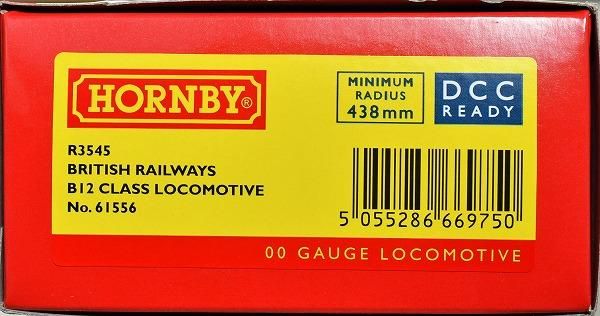 HORNBY®
MINIMUM
RADIUS
438mm
DCC
READY
R3545
BRITISH RAILWAYS
B12 CLASS LOCOMOTIVE
No. 61556
5 055286 669750
00 GAUGE LOCOMOTIVE